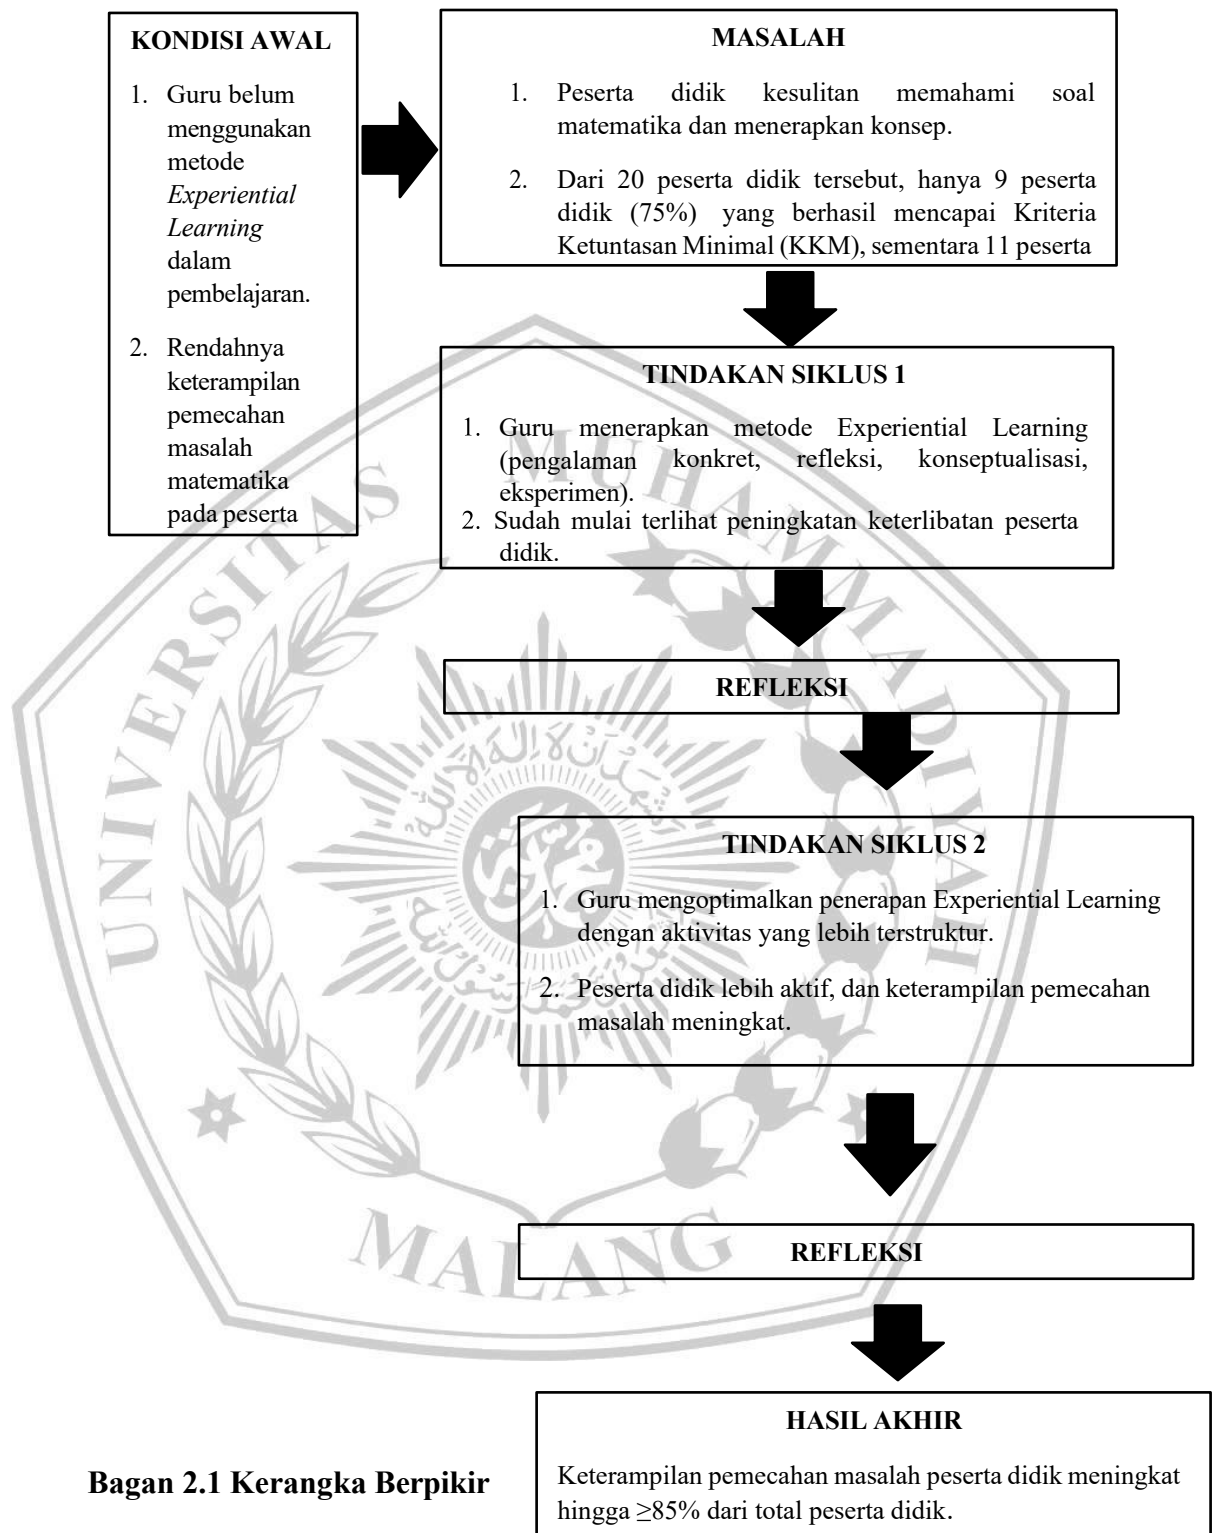 KONDISI AWAL
1. Guru belum
menggunakan
metode
Experiential
Learning
dalam
pembelajaran.
2. Rendahnya
keterampilan
pemecahan
masalah
matematika
pada peserta
MASALAH
1. Peserta didik kesulitan memahami soal
matematika dan menerapkan konsep.
2. Dari 20 peserta didik tersebut, hanya 9 peserta
didik (75%) yang berhasil mencapai Kriteria
Ketuntasan Minimal (KKM), sementara 11 peserta
TINDAKAN SIKLUS 1
1. Guru menerapkan metode Experiential Learning
(pengalaman konkret, refleksi, konseptualisasi,
eksperimen).
2. Sudah mulai terlihat peningkatan keterlibatan peserta
didik.
REFLEKSI
TINDAKAN SIKLUS 2
1. Guru mengoptimalkan penerapan Experiential Learning
dengan aktivitas yang lebih terstruktur.
2. Peserta didik lebih aktif, dan keterampilan pemecahan
masalah meningkat.
REFLEKSI
HASIL AKHIR
Keterampilan pemecahan masalah peserta didik meningkat
hingga ≥85% dari total peserta didik.
Bagan 2.1 Kerangka Berpikir
UNIVERSITAS MUHAMMADIYAH
MALANG